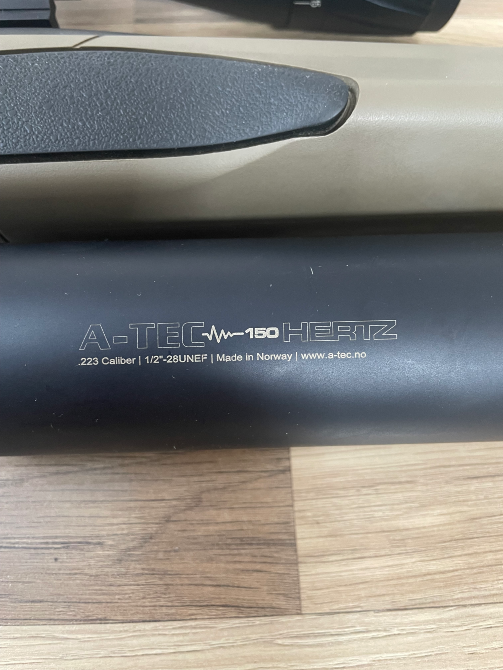 A-TEC 150 HERTZ
.223 Caliber | 1/2"-28UNEF | Made in Norway | www.a-tec.no